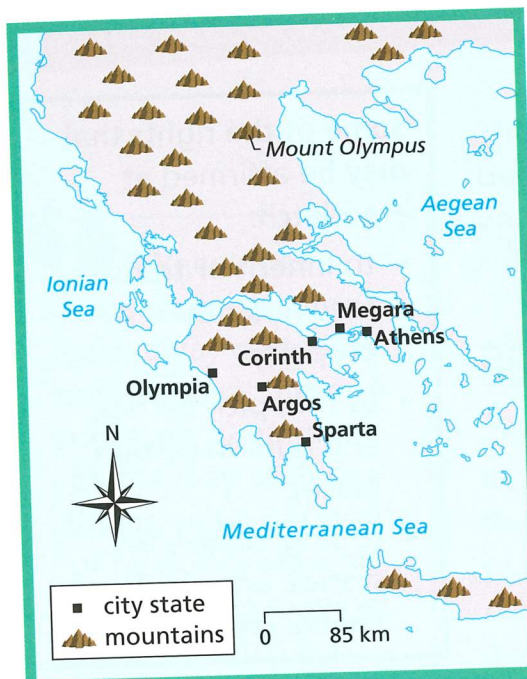 Mount Olympus
Aegean
Sea
Ionian
Sea
Megara
Athens
Corinth
Olympia
Argos
Sparta
N
Mediterranean Sea
city state
mountains
0 85 km